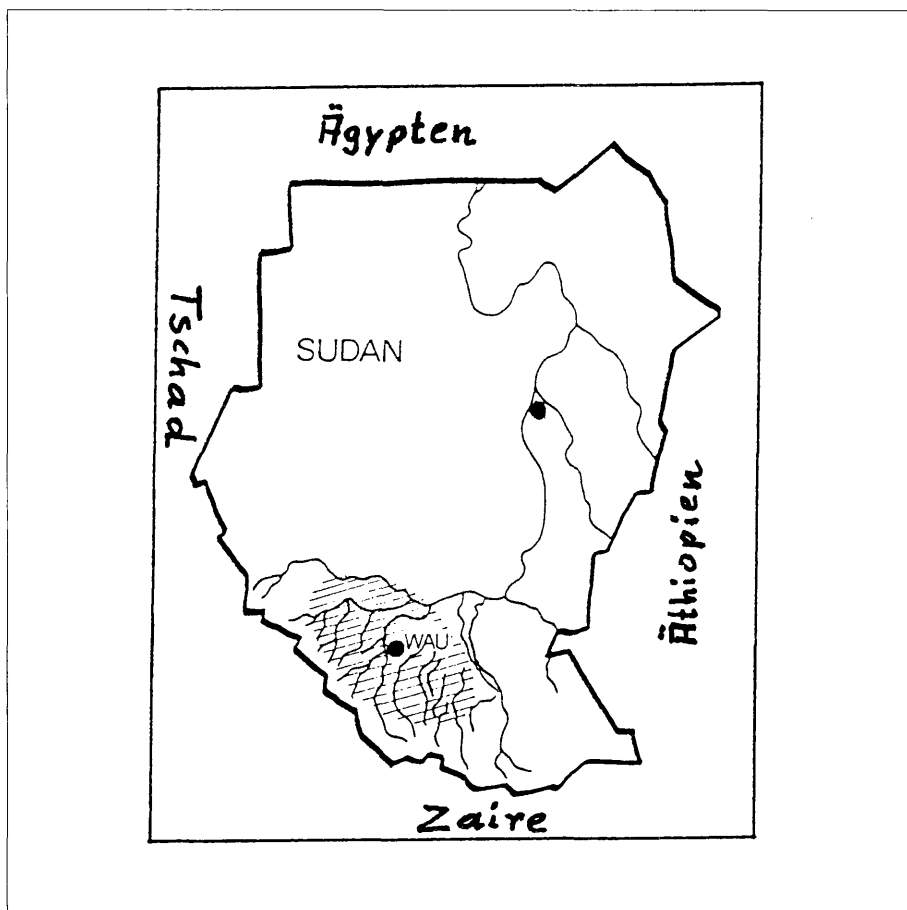 Ägypten
Tschad
SUDAN
Äthiopien
WAU
Zaire